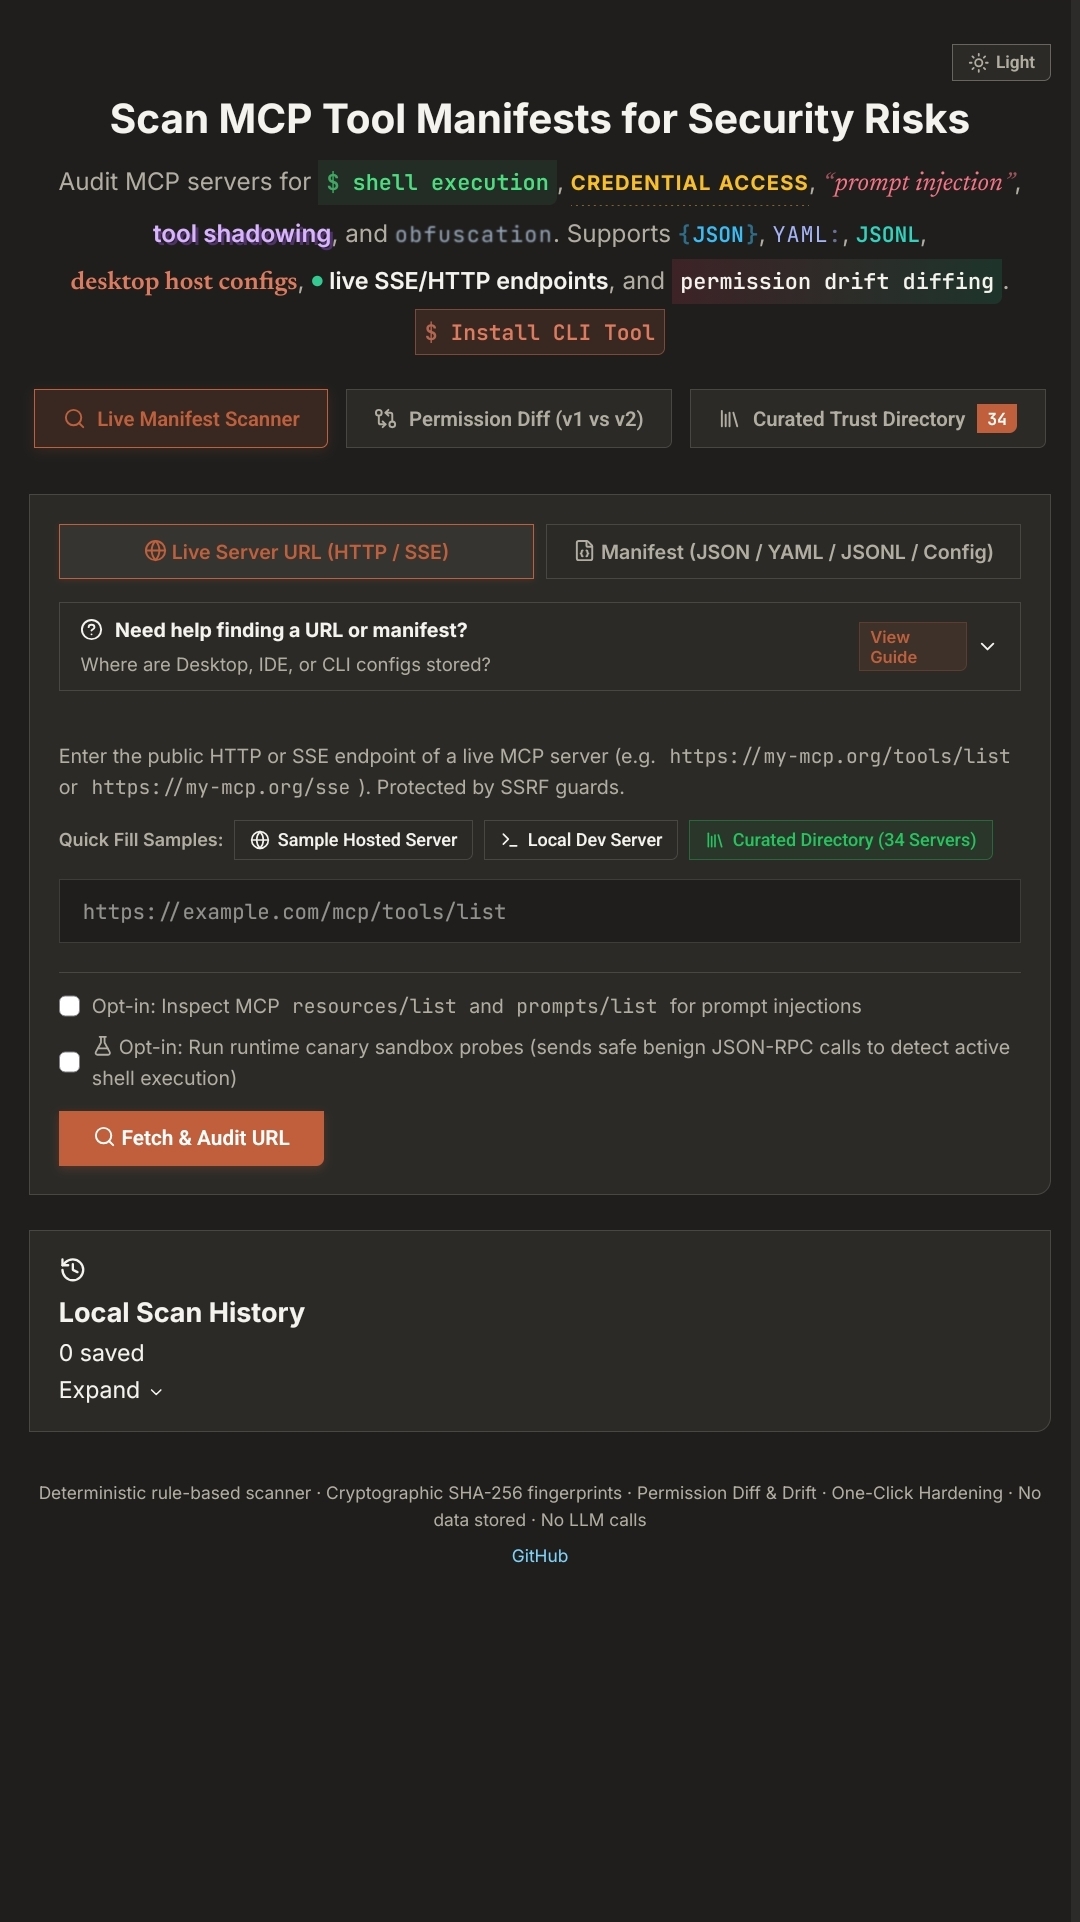 Light
Scan MCP Tool Manifests for Security Risks
Audit MCP servers for $ shell execution, CREDENTIAL ACCESS, “prompt injection”,
tool shadowing, and obfuscation. Supports {JSON}, YAML:, JSONL,
desktop host configs, live SSE/HTTP endpoints, and permission drift diffing.
$ Install CLI Tool
Live Manifest Scanner
Permission Diff (v1 vs v2)
Curated Trust Directory 34
Live Server URL (HTTP / SSE)
Manifest (JSON / YAML / JSONL / Config)
Need help finding a URL or manifest?
Where are Desktop, IDE, or CLI configs stored?
View
Guide
Enter the public HTTP or SSE endpoint of a live MCP server (e.g. https://my-mcp.org/tools/list
or https://my-mcp.org/sse ). Protected by SSRF guards.
Quick Fill Samples: Sample Hosted Server Local Dev Server Curated Directory (34 Servers)
https://example.com/mcp/tools/list
Opt-in: Inspect MCP resources/list and prompts/list for prompt injections
Opt-in: Run runtime canary sandbox probes (sends safe benign JSON-RPC calls to detect active
shell execution)
Fetch & Audit URL
Local Scan History
0 saved
Expand
Deterministic rule-based scanner · Cryptographic SHA-256 fingerprints · Permission Diff & Drift · One-Click Hardening · No
data stored · No LLM calls
GitHub